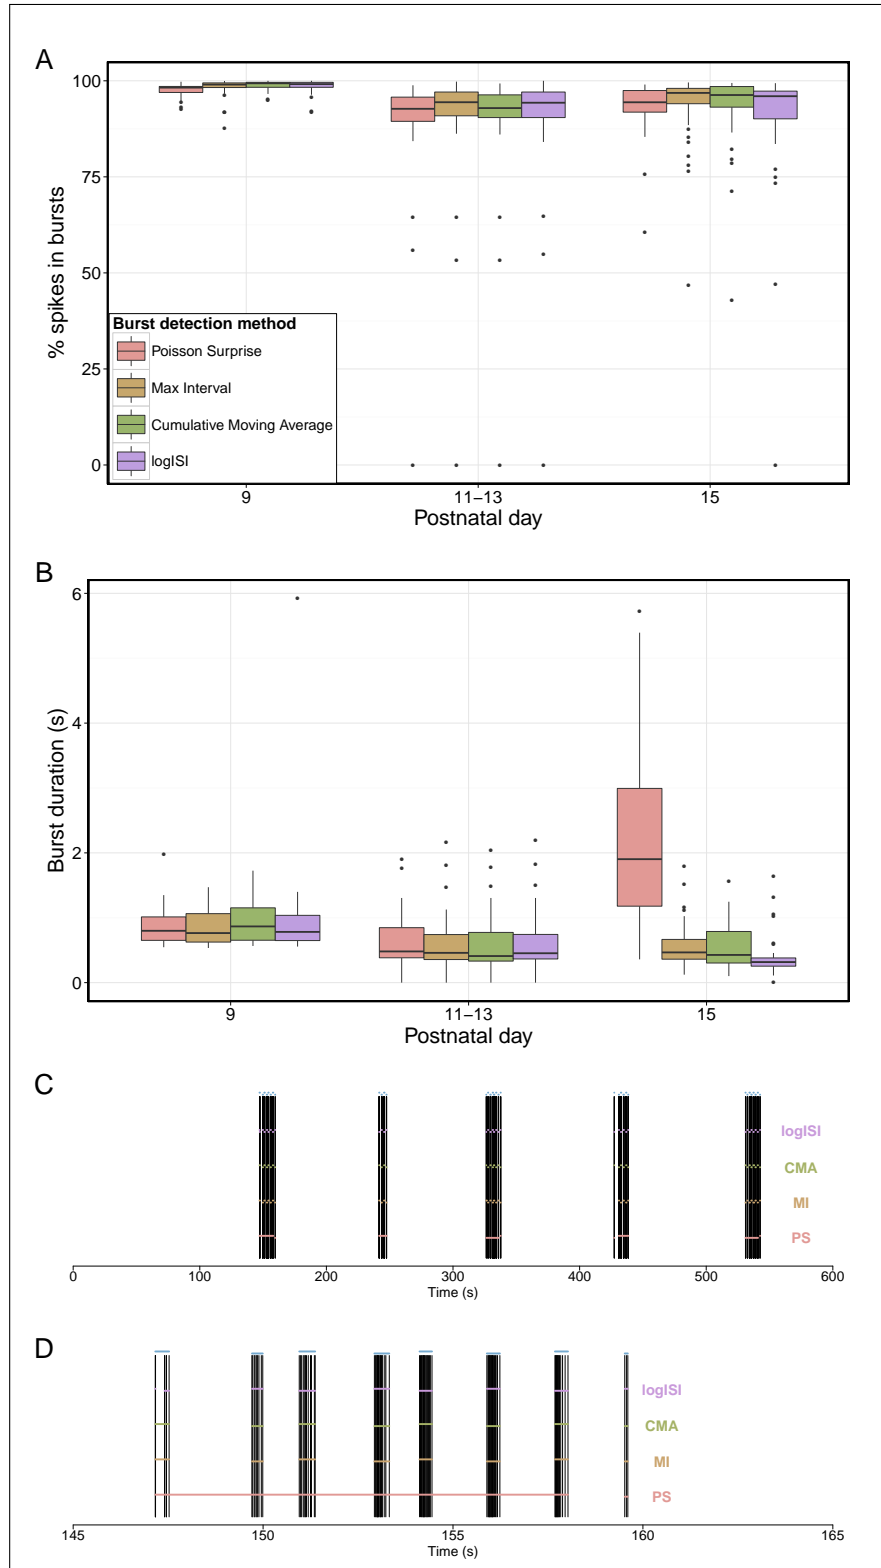 A
100
75
50
25
0
% spikes in bursts
Burst detection method
Poisson Surprise
Max Interval
Cumulative Moving Average
logISI
9
11–13
15
Postnatal day
B
6
4
2
0
Burst duration (s)
9
11–13
15
Postnatal day
C
logISI
CMA
MI
PS
0
100
200
300
400
500
600
Time (s)
D
logISI
CMA
MI
PS
145
150
155
160
165
Time (s)